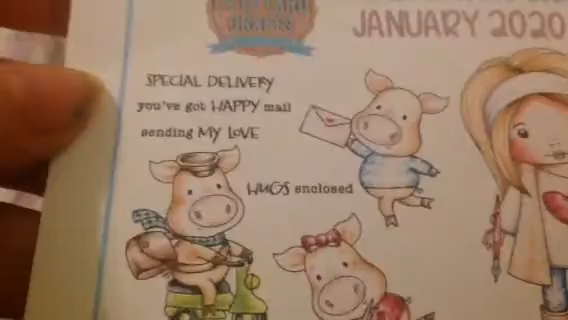 JANUARY 2020
SPECIAL DELIVERY
you've got HAPPY mail
sending MY LOVE
HUGS enclosed